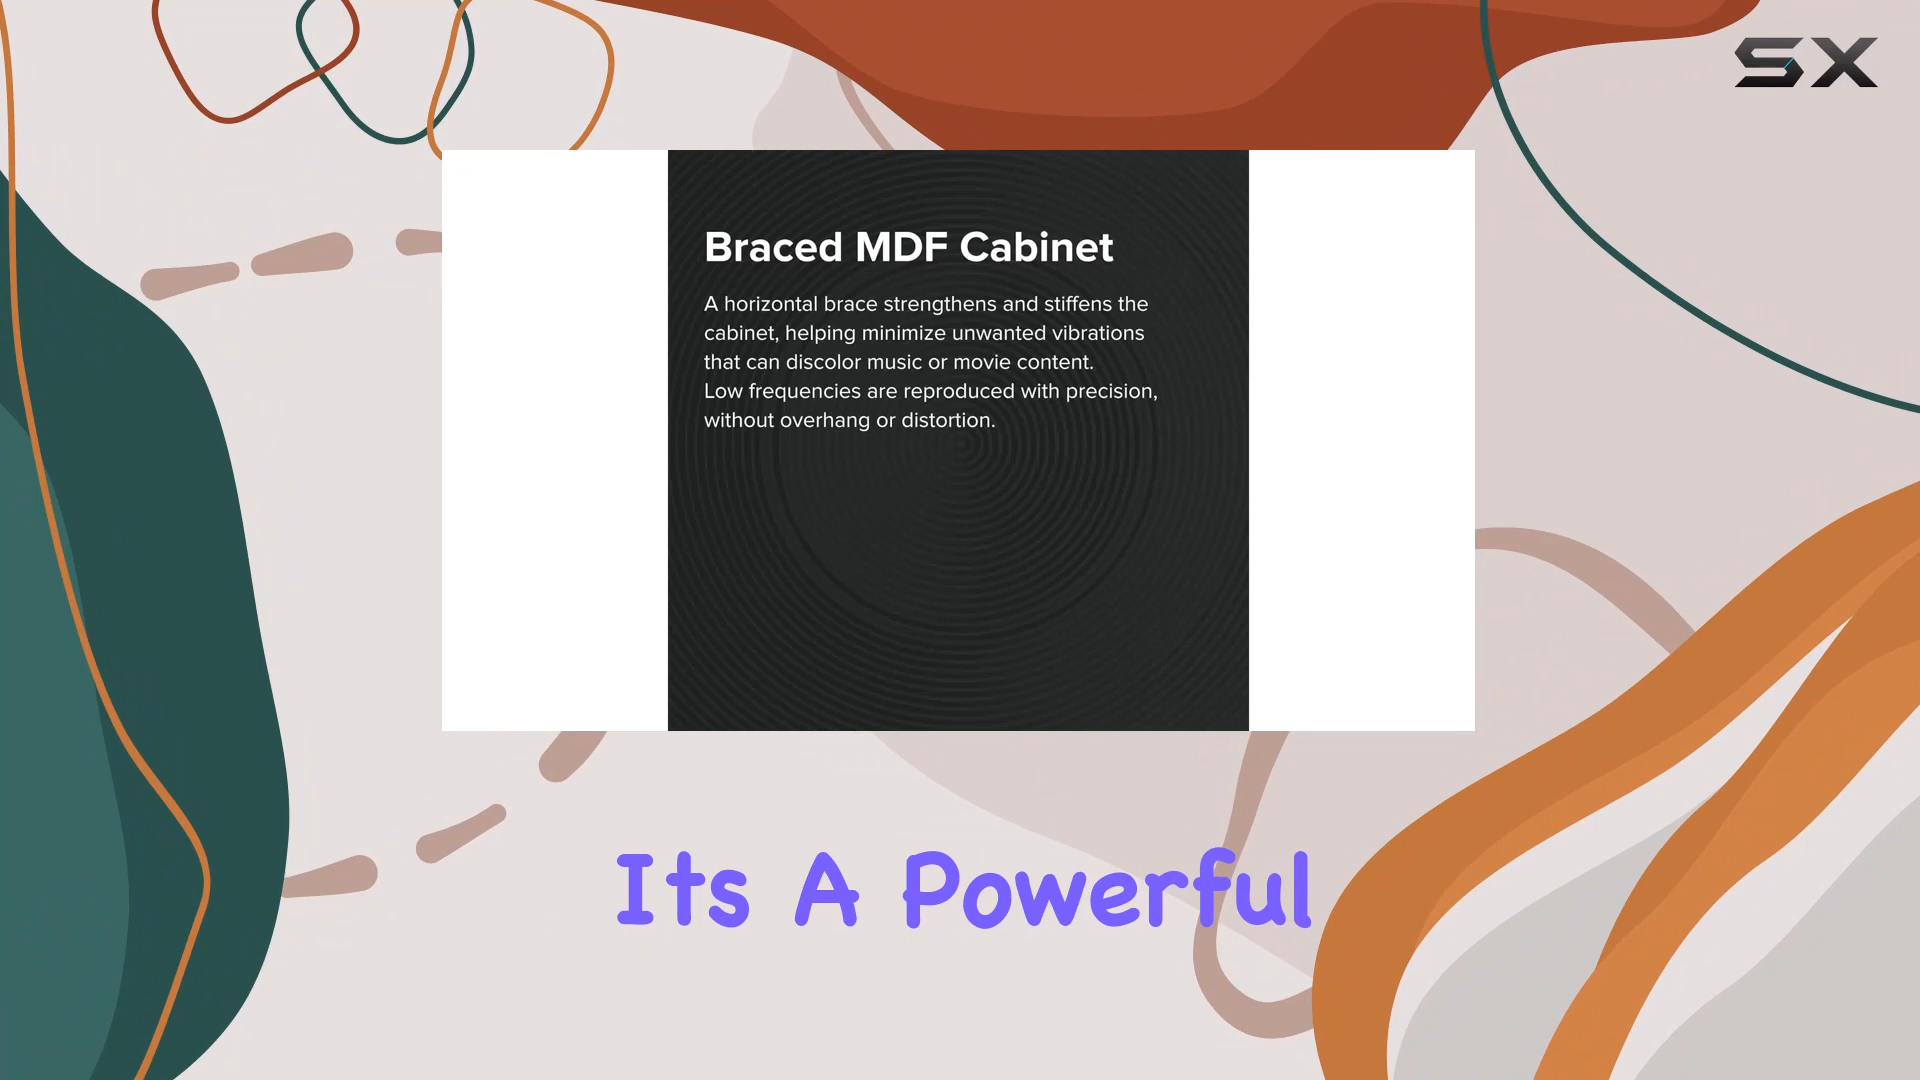 SX
Braced MDF Cabinet
A horizontal brace strengthens and stiffens the
cabinet, helping minimize unwanted vibrations
that can discolor music or movie content.
Low frequencies are reproduced with precision,
without overhang or distortion.
Its A Powerful